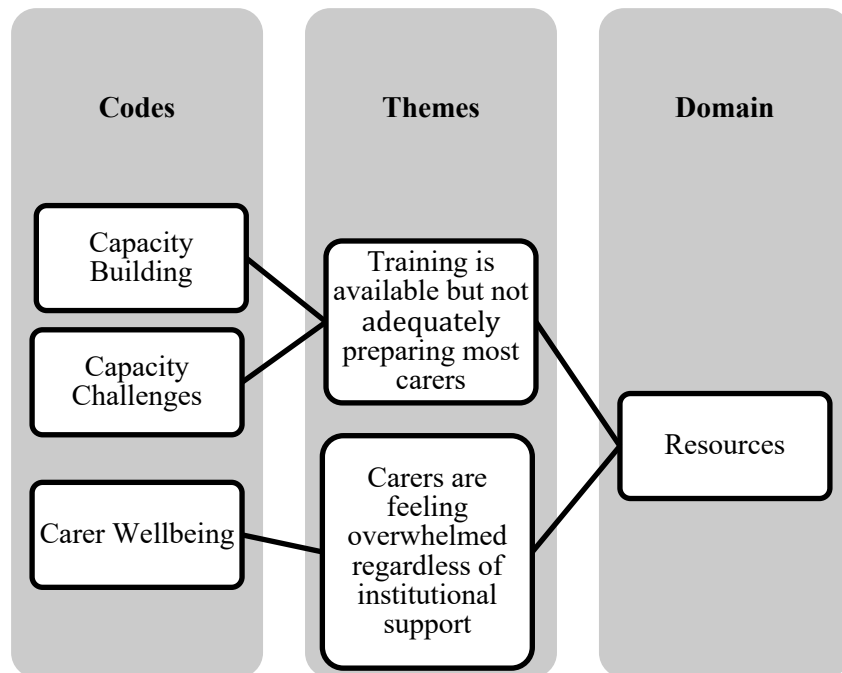 Codes
Themes
Domain
Capacity
Building
Capacity
Challenges
Carer Wellbeing
Training is
available but not
adequately
preparing most
carers
Carers are
feeling
overwhelmed
regardless of
institutional
support
Resources